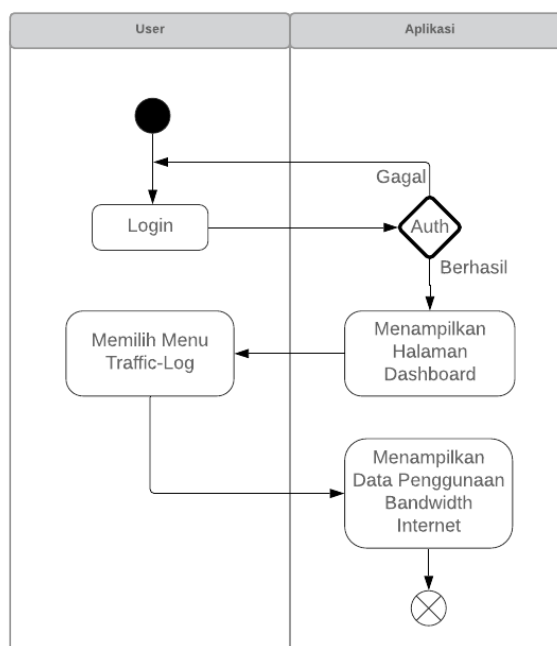 User
Aplikasi
Gagal
Login
Auth
Berhasil
Memilih Menu
Traffic-Log
Menampilkan
Halaman
Dashboard
Menampilkan
Data Penggunaan
Bandwidth
Internet